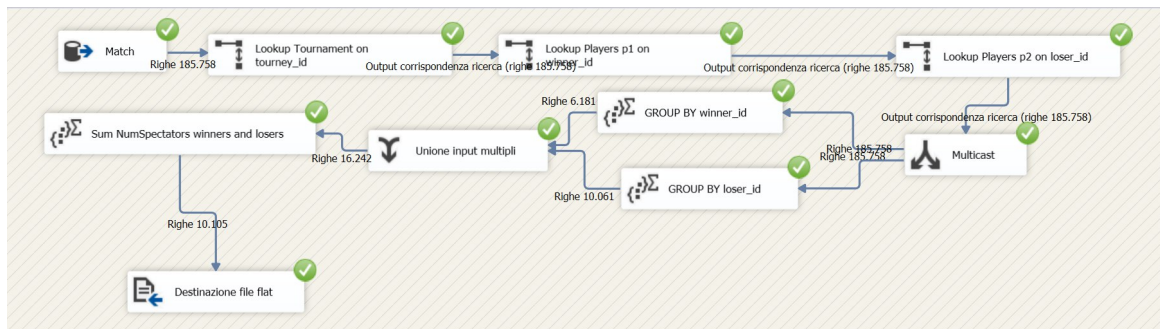 Match
Righe 185.758
Lookup Tournament on
tourney_id
Output corrispondenza ricerca (righe 185.758)
Lookup Players p1 on
winner_id
Output corrispondenza ricerca (righe 185.758)
Lookup Players p2 on loser_id
Output corrispondenza ricerca (righe 185.758)
Multicast
Righe 185.758
Righe 185.758
GROUP BY winner_id
Righe 6.181
GROUP BY loser_id
Righe 10.061
Unione input multipli
Righe 16.242
Sum NumSpectators winners and losers
Righe 10.105
Destinazione file flat